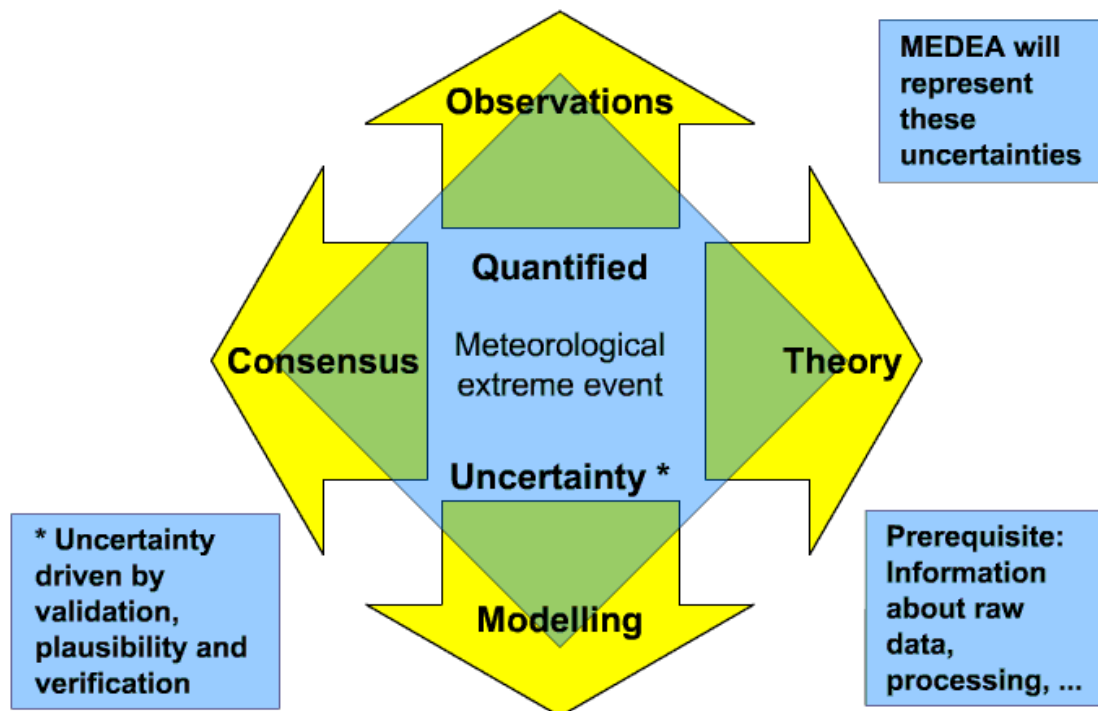 Observations
MEDEA will
represent
these
uncertainties
Quantified
Consensus
Meteorological
extreme event
Theory
Uncertainty *
* Uncertainty
driven by
validation,
plausibility and
verification
Modelling
Prerequisite:
Information
about raw
data,
processing, ...